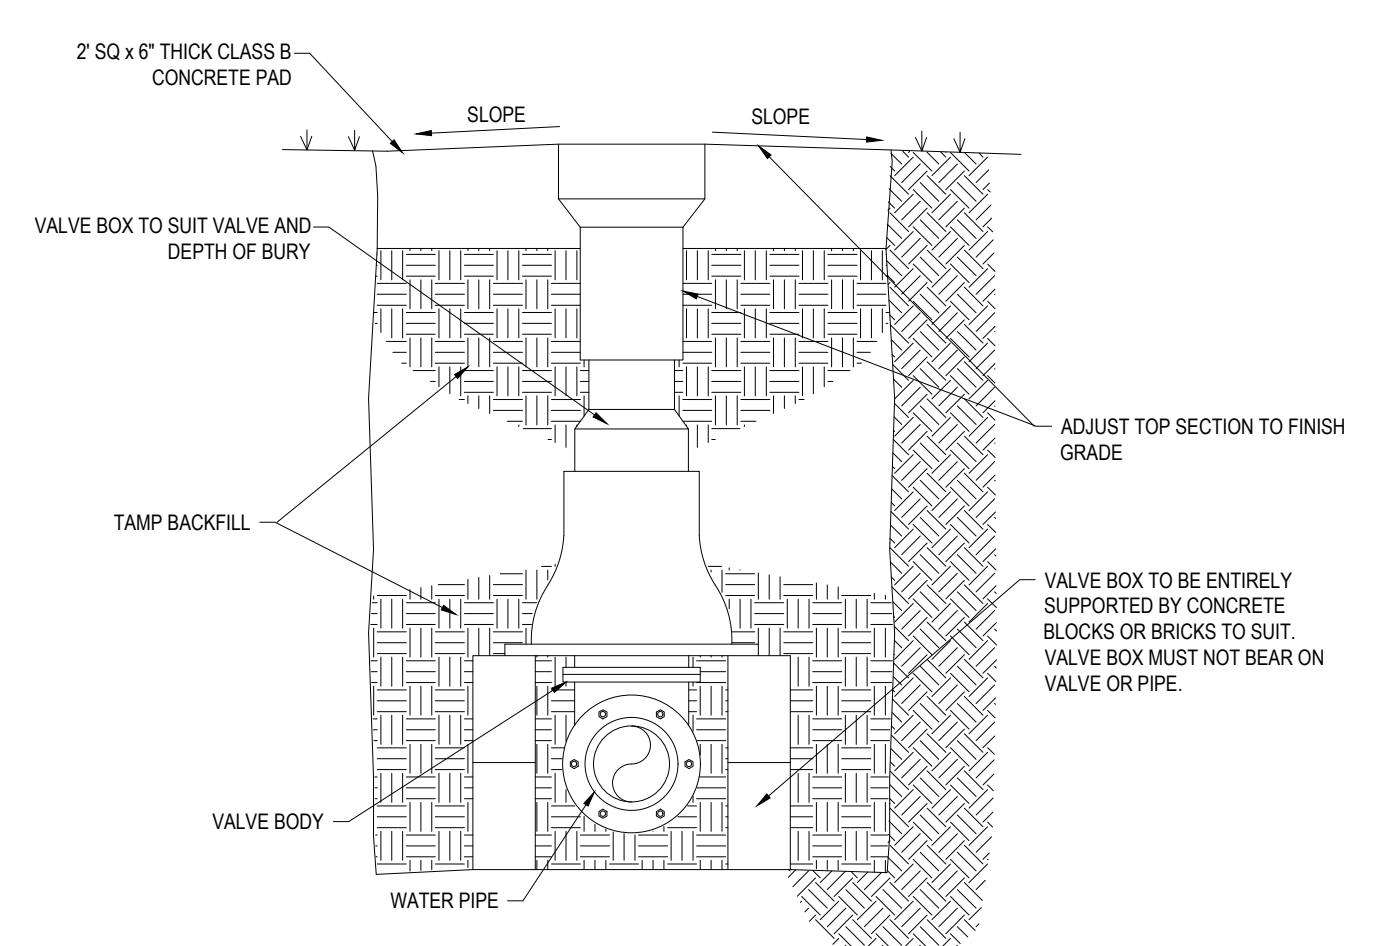 2' SQ x 6" THICK CLASS B
CONCRETE PAD
SLOPE
SLOPE
VALVE BOX TO SUIT VALVE AND
DEPTH OF BURY
ADJUST TOP SECTION TO FINISH
GRADE
TAMP BACKFILL
VALVE BOX TO BE ENTIRELY
SUPPORTED BY CONCRETE
BLOCKS OR BRICKS TO SUIT.
VALVE BOX MUST NOT BEAR ON
VALVE OR PIPE.
VALVE BODY
WATER PIPE